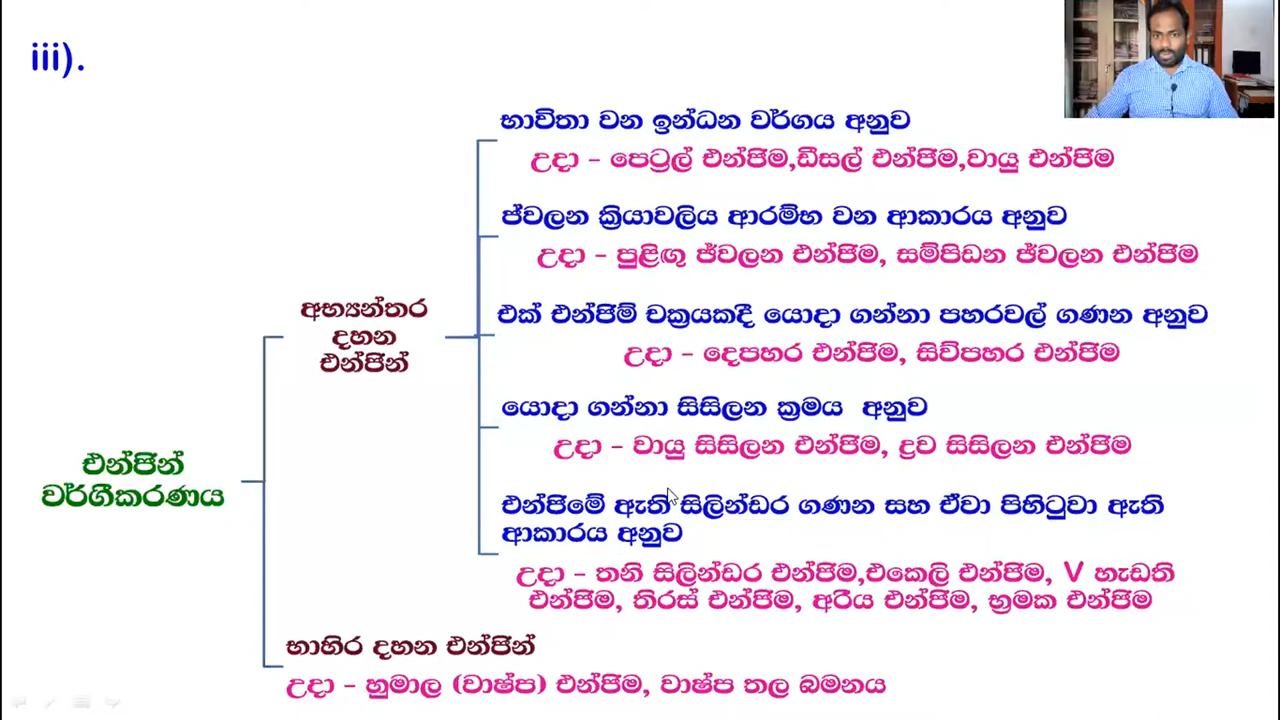 iii).
භාවිතා වන ඉන්ධන වර්ගය අනුව
උදා - පෙට්‍රල් එන්ජිම,ඩීසල් එන්ජිම,වායු එන්ජිම
ජ්වලන ක්‍රියාවලිය ආරම්භ වන ආකාරය අනුව
උදා - පුළිඟු ජ්වලන එන්ජිම, සම්පිඩන ජ්වලන එන්ජිම
එක් එන්ජිම් චක්‍රයකදී යොදා ගන්නා පහරවල් ගණන අනුව
උදා - දෙපහර එන්ජිම, සිව්පහර එන්ජිම
යොදා ගන්නා සිසිලන ක්‍රමය අනුව
උදා - වායු සිසිලන එන්ජිම, ද්‍රව සිසිලන එන්ජිම
එන්ජිමේ ඇති සිලින්ඩර ගණන සහ ඒවා පිහිටුවා ඇති
ආකාරය අනුව
උදා - තනි සිලින්ඩර එන්ජිම,එකෙලි එන්ජිම, V හැඩති
එන්ජිම, තිරස් එන්ජිම, අරීය එන්ජිම, භ්‍රමක එන්ජිම
අභ්‍යන්තර
දහන
එන්ජින්
එන්ජින්
වර්ගීකරණය
භාහිර දහන එන්ජින්
උදා - හුමාල (වාෂ්ප) එන්ජිම, වාෂ්ප තල බමනය